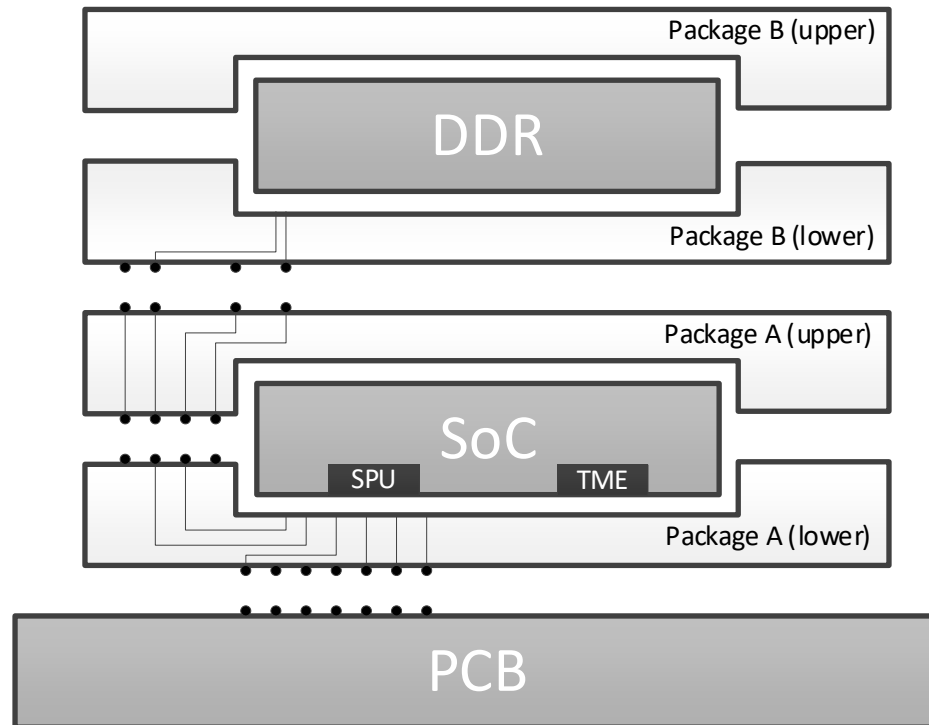 Package B (upper)
DDR
Package B (lower)
Package A (upper)
SoC
SPU
TME
Package A (lower)
PCB